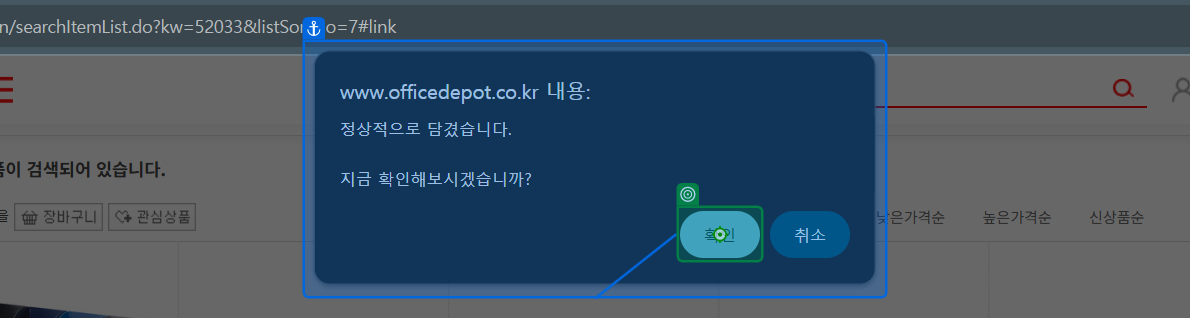 n/searchItemList.do?kw=52033&listSor o=7#link
www.officedepot.co.kr 내용:
정상적으로 담겼습니다.
지금 확인해보시겠습니까?
확인
취소
품이 검색되어 있습니다.
을 장바구니 관심상품
낮은가격순 높은가격순 신상품순